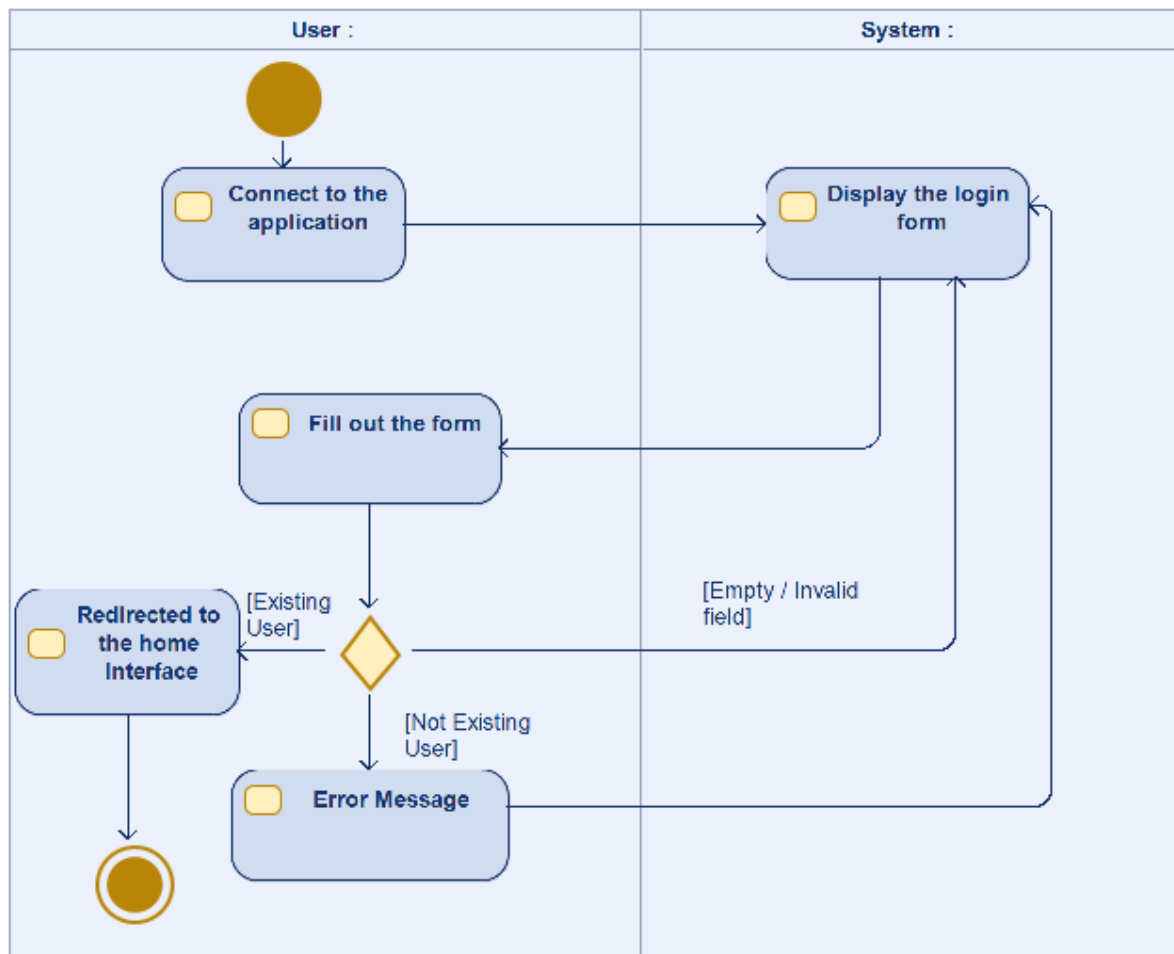 User :
System :
Connect to the
application
Display the login
form
Fill out the form
[Existing
User]
[Empty / Invalid
field]
Redirected to
the home
Interface
[Not Existing
User]
Error Message